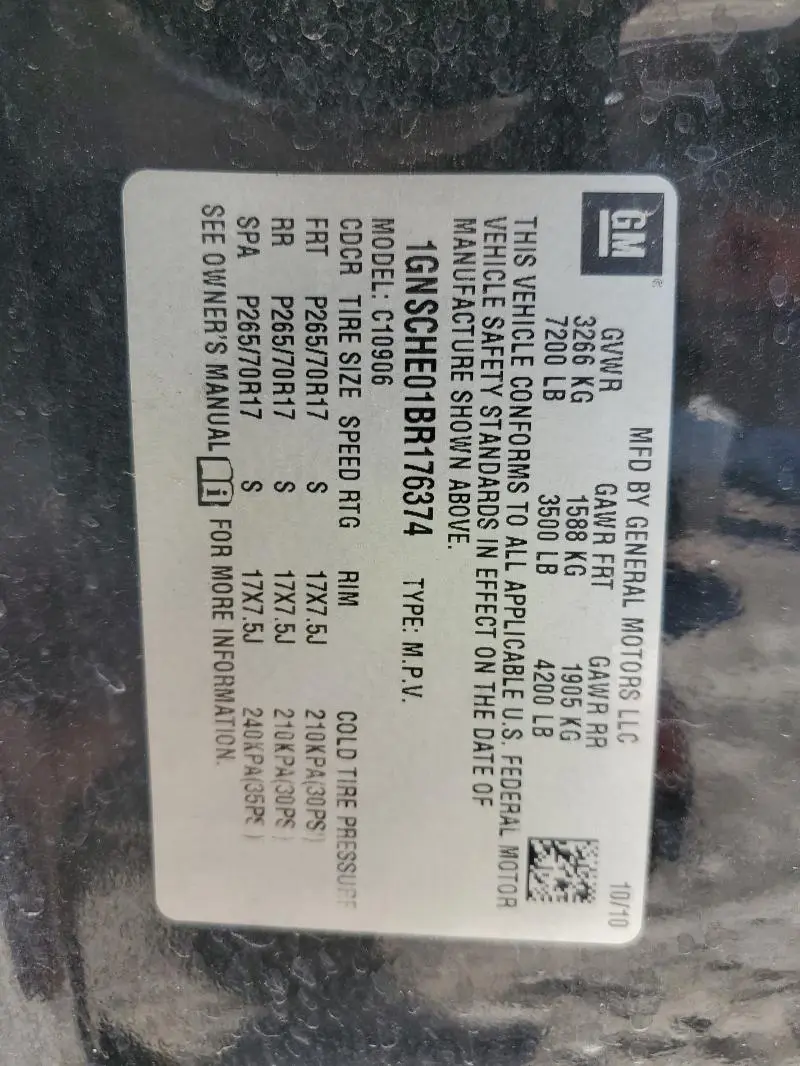 GM
MFD BY GENERAL MOTORS LLC 10/10
GVWR GAWR FRT GAWR RR
3266 KG 1588 KG 1905 KG
7200 LB 3500 LB 4200 LB
THIS VEHICLE CONFORMS TO ALL APPLICABLE U.S. FEDERAL MOTOR
VEHICLE SAFETY STANDARDS IN EFFECT ON THE DATE OF
MANUFACTURE SHOWN ABOVE.
1GNSCHE01BR176374 TYPE: M.P.V.
MODEL: C10906
CDCR TIRE SIZE SPEED RTG RIM COLD TIRE PRESSURE
FRT P265/70R17 S 17X7.5J 210KPA(30PSI)
RR P265/70R17 S 17X7.5J 210KPA(30PSI)
SPA P265/70R17 S 17X7.5J 240KPA(35PSI)
SEE OWNER'S MANUAL FOR MORE INFORMATION.